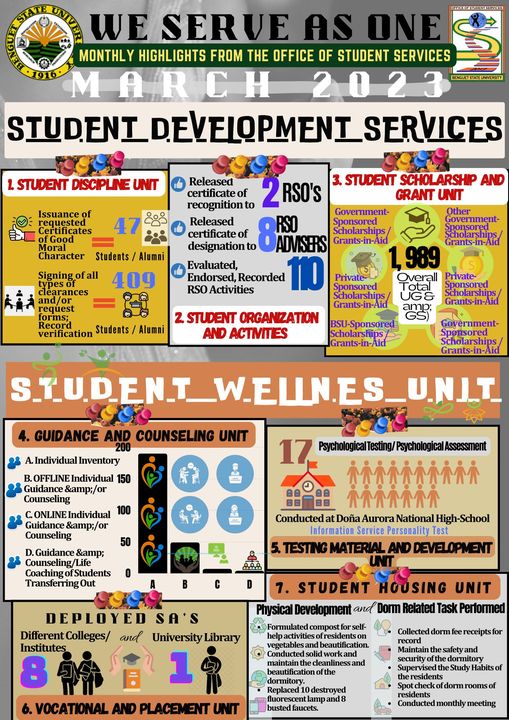 BENGUET STATE UNIVERSITY
1916
WE SERVE AS ONE
MONTHLY HIGHLIGHTS FROM THE OFFICE OF STUDENT SERVICES
OFFICE OF STUDENT SERVICES
BENGUET STATE UNIVERSITY
MARCH 2023
STUDENT DEVELOPMENT SERVICES
1. STUDENT DISCIPLINE UNIT
Issuance of
requested
Certificates
of Good
Moral
Character
=
47
Students / Alumni
Signing of all
types of
clearances
and/or
request
forms;
Record
verification
=
409
Students / Alumni
Released
certificate of
recognition to
2 RSO's
Released
certificate of
designation to
8 RSO
ADVISERS
Evaluated,
Endorsed, Recorded
RSO Activities
110
2. STUDENT ORGANIZATION
AND ACTIVITIES
3. STUDENT SCHOLARSHIP AND
GRANT UNIT
Government-
Sponsored
Scholarships /
Grants-in-Aid
Other
Government-
Sponsored
Scholarships /
Grants-in-Aid
1, 989
Overall
Total
UG &
amp;
GS)
Private-
Sponsored
Scholarships /
Grants-in-Aid
Private-
Sponsored
Scholarships /
Grants-in-Aid
BSU-Sponsored
Scholarships /
Grants-in-Aid
Government-
Sponsored
Scholarships /
Grants-in-Aid
STUDENT WELLNES UNIT
4. GUIDANCE AND COUNSELING UNIT
A. Individual Inventory
B. OFFLINE Individual
Guidance &amp;/or
Counseling
C. ONLINE Individual
Guidance &amp;/or
Counseling
D. Guidance &amp;
Counseling/Life
Coaching of Students
Transferring Out
200
150
100
50
0
A B C D
17
Psychological Testing/ Psychological Assessment
Conducted at Doña Aurora National High-School
Information Service Personality Test
5. TESTING MATERIAL AND DEVELOPMENT
UNIT
DEPLOYED SA'S
Different Colleges/
Institutes
and
University Library
8
1
6. VOCATIONAL AND PLACEMENT UNIT
7. STUDENT HOUSING UNIT
Physical Development and Dorm Related Task Performed
Formulated compost for self-
help activities of residents on
vegetables and beautification.
Conducted solid work and
maintain the cleanliness and
beautification of the
dormitory.
Replaced 10 destroyed
fluorescent lamp and 8
busted faucets.
Collected dorm fee receipts for
record
Maintain the safety and
security of the dormitory
Supervised the Study Habits of
the residents
Spot check of dorm rooms of
residents
Conducted monthly meeting